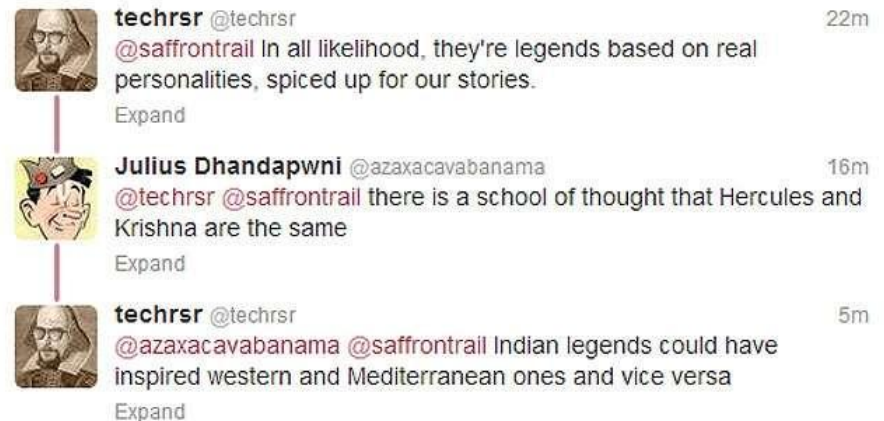 techrsr @techrsr 22m
@saffrontrail In all likelihood, they're legends based on real
personalities, spiced up for our stories.
Expand
Julius Dhandapwni @azaxacavabanama 16m
@techrsr @saffrontrail there is a school of thought that Hercules and
Krishna are the same
Expand
techrsr @techrsr 5m
@azaxacavabanama @saffrontrail Indian legends could have
inspired western and Mediterranean ones and vice versa
Expand